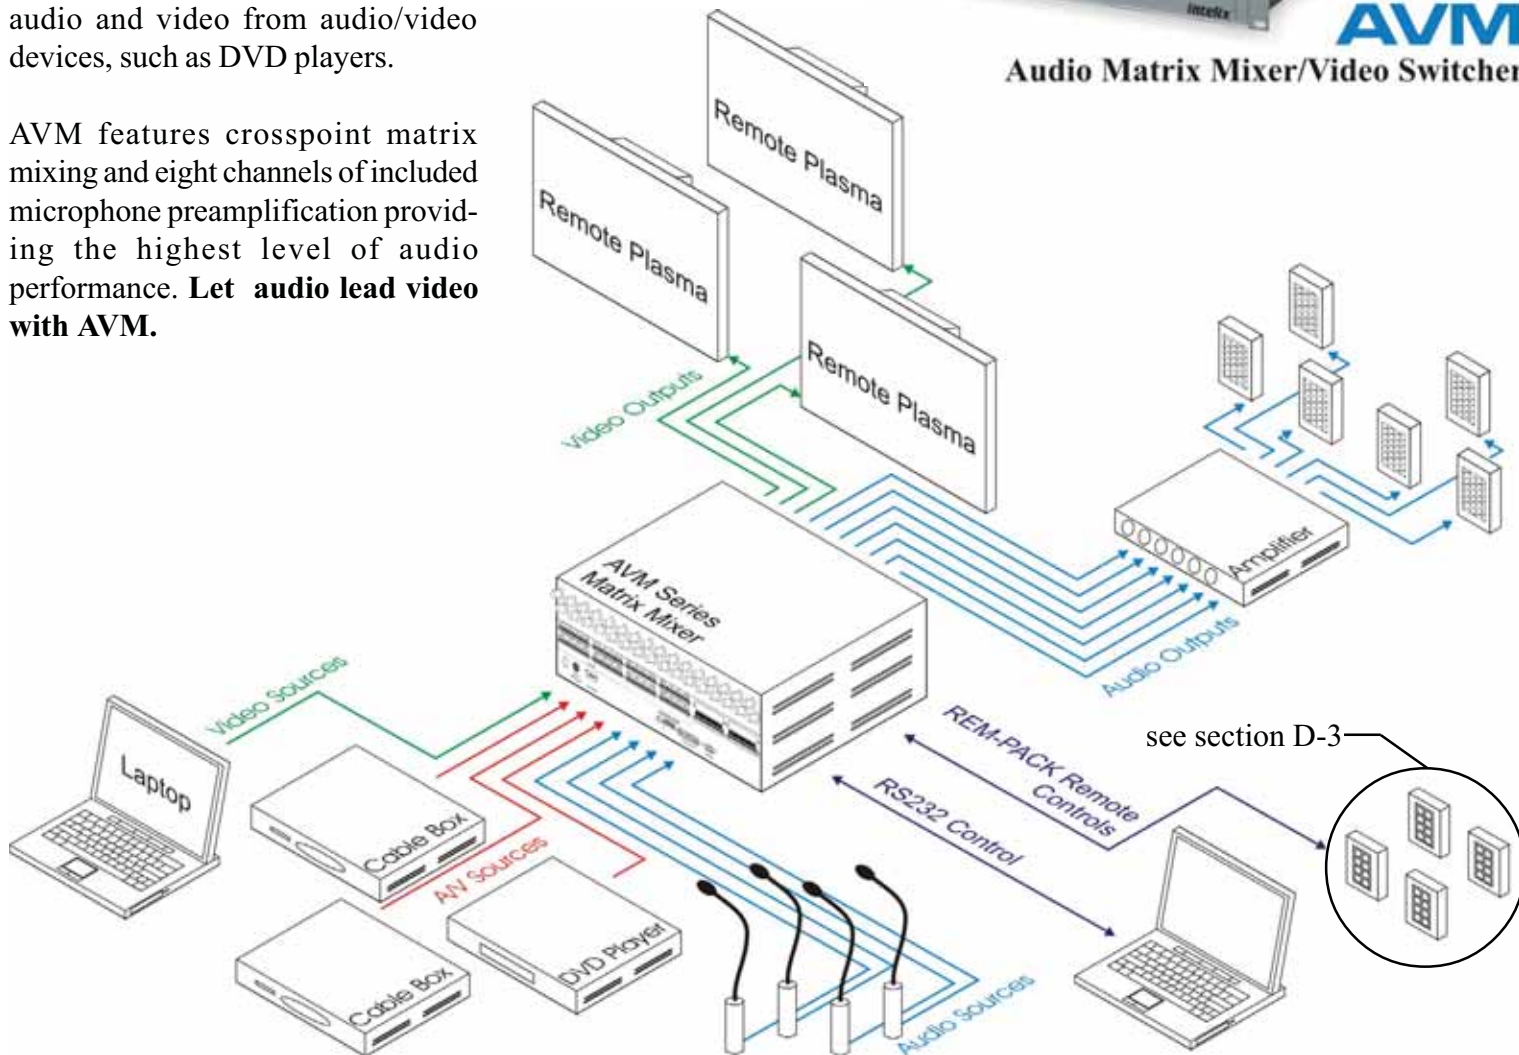 audio and video from audio/video
devices, such as DVD players.
AVM features crosspoint matrix
mixing and eight channels of included
microphone preamplification provid-
ing the highest level of audio
performance. Let audio lead video
with AVM.
intelix
AVM
Audio Matrix Mixer/Video Switcher
Remote Plasma
Remote Plasma
Remote Plasma
Video Outputs
Amplifier
Audio Outputs
AVM Series
Matrix Mixer
Video Sources
Laptop
Cable Box
A/V Sources
Cable Box
DVD Player
Audio Sources
REM-PACK Remote
Controls
RS232 Control
see section D-3